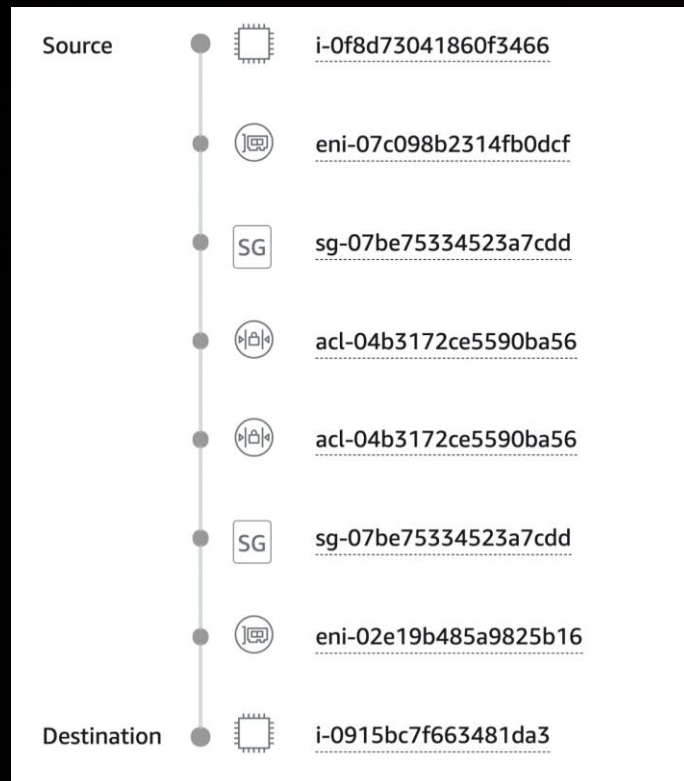 Source i-0f8d73041860f3466
eni-07c098b2314fb0dcf
SG sg-07be75334523a7cdd
acl-04b3172ce5590ba56
acl-04b3172ce5590ba56
SG sg-07be75334523a7cdd
eni-02e19b485a9825b16
Destination i-0915bc7f663481da3